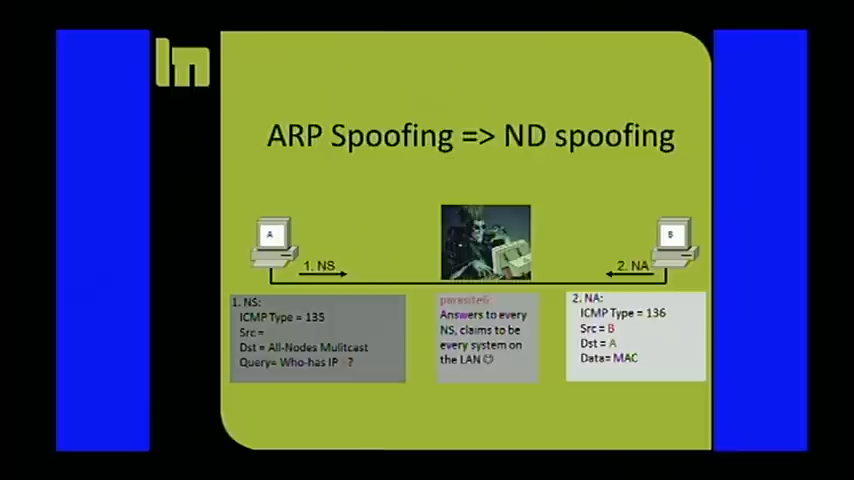 ARP Spoofing => ND spoofing
A
B
1. NS
2. NA
1. NS:
ICMP Type = 135
Src =
Dst = All-Nodes Mulitcast
Query= Who-has IP ?
parasite6:
Answers to every
NS, claims to be
every system on
the LAN ☺
2. NA:
ICMP Type = 136
Src = B
Dst = A
Data= MAC